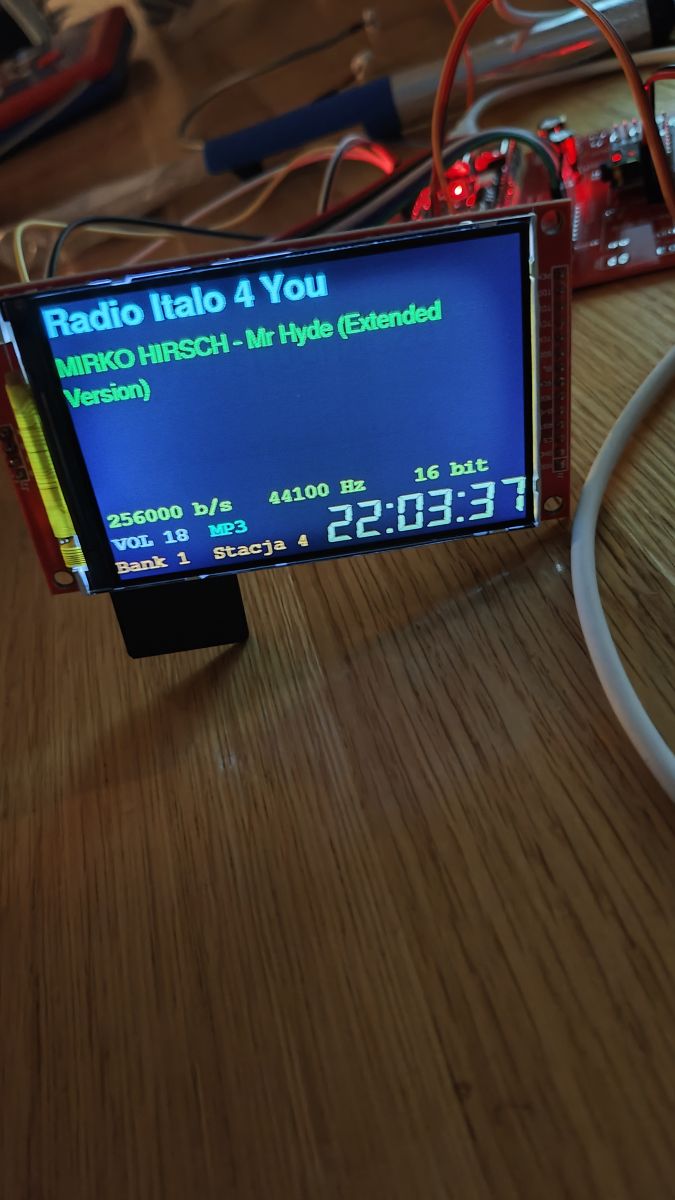 Radio Italo 4 You
MIRKO HIRSCH - Mr Hyde (Extended
Version)
256000 b/s 44100 Hz 16 bit
VOL 18 MP3 22:03:37
Bank 1 Stacja 4